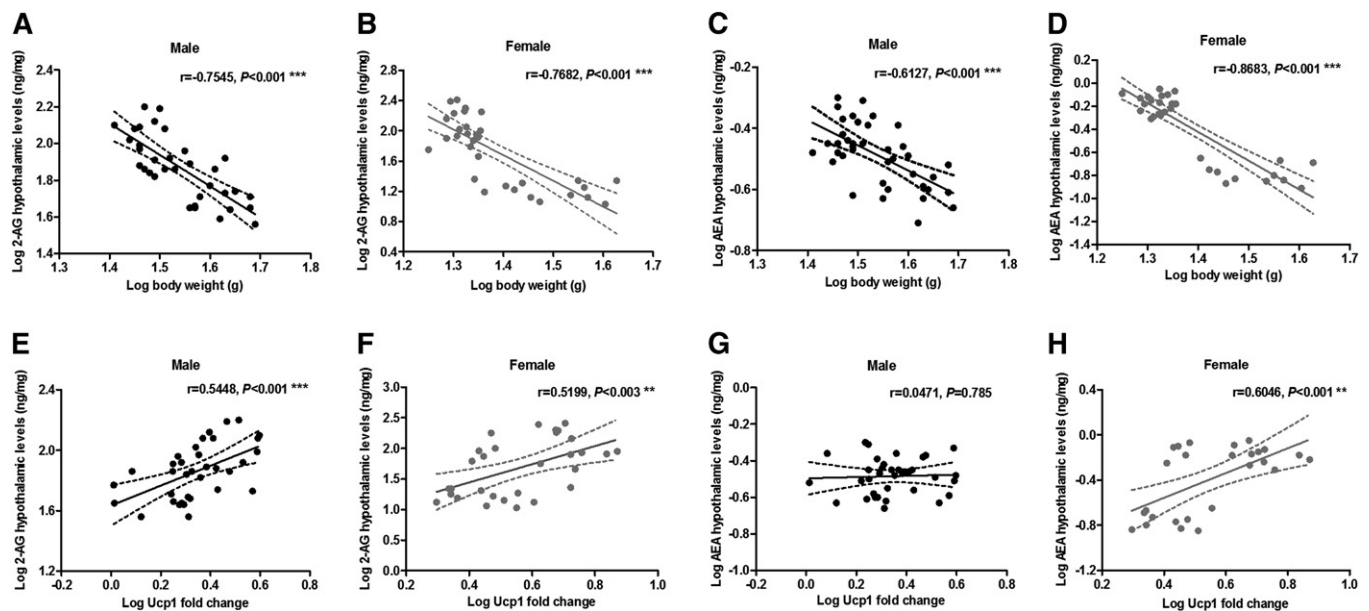 A
Male
r=-0.7545, P<0.001 ***
Log 2-AG hypothalamic levels (ng/mg)
2.4
2.2
2.0
1.8
1.6
1.4
1.3 1.4 1.5 1.6 1.7 1.8
Log body weight (g)
B
Female
r=-0.7682, P<0.001 ***
Log 2-AG hypothalamic levels (ng/mg)
2.8
2.4
2.0
1.6
1.2
0.8
0.4
1.2 1.3 1.4 1.5 1.6 1.7
Log body weight (g)
C
Male
r=-0.6127, P<0.001 ***
Log AEA hypothalamic levels (ng/mg)
-0.2
-0.4
-0.6
-0.8
1.3 1.4 1.5 1.6 1.7 1.8
Log body weight (g)
D
Female
r=-0.8683, P<0.001 ***
Log AEA hypothalamic levels (ng/mg)
0.2
0.0
-0.2
-0.4
-0.6
-0.8
-1.0
-1.2
-1.4
1.2 1.3 1.4 1.5 1.6 1.7
Log body weight (g)
E
Male
r=0.5448, P<0.001 ***
Log 2-AG hypothalamic levels (ng/mg)
2.4
2.0
1.6
1.2
-0.2 0.0 0.2 0.4 0.6 0.8
Log Ucp1 fold change
F
Female
r=0.5199, P<0.003 **
Log 2-AG hypothalamic levels (ng/mg)
3.0
2.5
2.0
1.5
1.0
0.5
0.0
0.2 0.4 0.6 0.8 1.0
Log Ucp1 fold change
G
Male
r=0.0471, P=0.785
Log AEA hypothalamic levels (ng/mg)
0.0
-0.2
-0.4
-0.6
-0.8
-1.0
-0.2 0.0 0.2 0.4 0.6 0.8
Log Ucp1 fold change
H
Female
r=0.6046, P<0.001 **
Log AEA hypothalamic levels (ng/mg)
0.4
0.0
-0.4
-0.8
-1.2
0.2 0.4 0.6 0.8 1.0
Log Ucp1 fold change